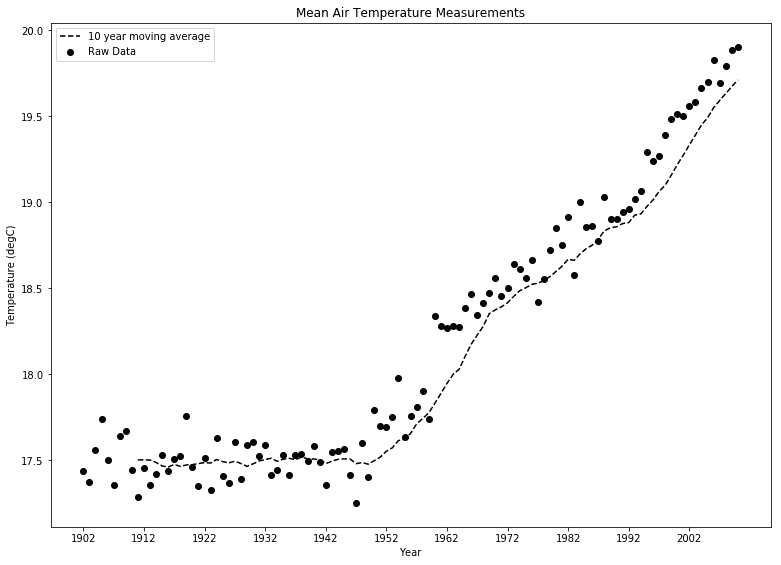 Mean Air Temperature Measurements
10 year moving average
Raw Data
20.0
19.5
19.0
18.5
18.0
17.5
Temperature (degC)
1902 1912 1922 1932 1942 1952 1962 1972 1982 1992 2002
Year